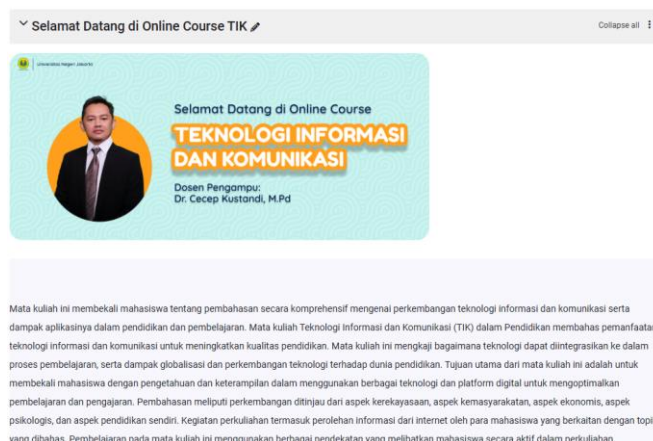 Selamat Datang di Online Course TIK
Collapse all
Universitas Negeri Jakarta
Selamat Datang di Online Course
TEKNOLOGI INFORMASI
DAN KOMUNIKASI
Dosen Pengampu:
Dr. Cecep Kustandi, M.Pd
Mata kuliah ini membekali mahasiswa tentang pembahasan secara komprehensif mengenai perkembangan teknologi informasi dan komunikasi serta
dampak aplikasinya dalam pendidikan dan pembelajaran. Mata kuliah Teknologi Informasi dan Komunikasi (TIK) dalam Pendidikan membahas pemanfaata
teknologi informasi dan komunikasi untuk meningkatkan kualitas pendidikan. Mata kuliah ini mengkaji bagaimana teknologi dapat diintegrasikan ke dalam
proses pembelajaran, serta dampak globalisasi dan perkembangan teknologi terhadap dunia pendidikan. Tujuan utama dari mata kuliah ini adalah untuk
membekali mahasiswa dengan pengetahuan dan keterampilan dalam menggunakan berbagai teknologi dan platform digital untuk mengoptimalkan
pembelajaran dan pengajaran. Pembahasan meliputi perkembangan ditinjau dari aspek kerekayasaan, aspek kemasyarakatan, aspek ekonomis, aspek
psikologis, dan aspek pendidikan sendiri. Kegiatan perkuliahan termasuk perolehan informasi dari internet oleh para mahasiswa yang berkaitan dengan topi
yang dibahas. Pembelajaran pada mata kuliah ini menggunakan berbagai pendekatan yang melibatkan mahasiswa secara aktif dalam perkuliahan